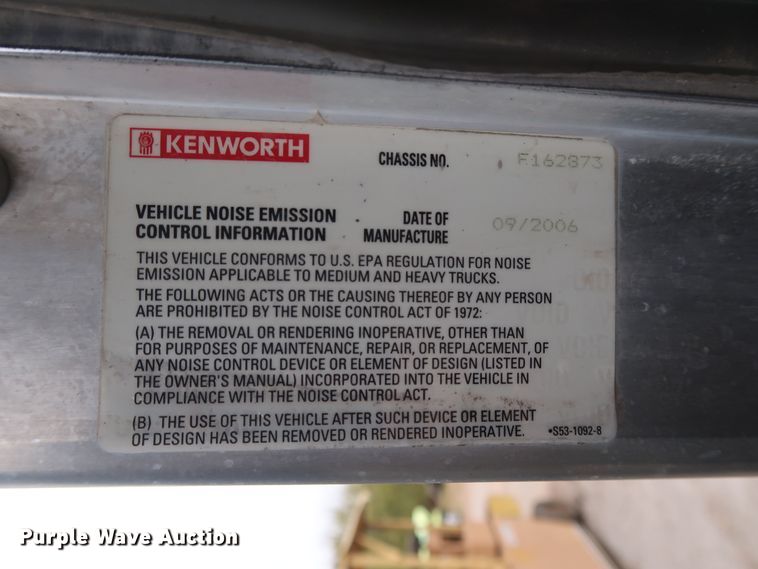 KENWORTH
CHASSIS NO. F162873
VEHICLE NOISE EMISSION
CONTROL INFORMATION
DATE OF
MANUFACTURE
09/2006
THIS VEHICLE CONFORMS TO U.S. EPA REGULATION FOR NOISE
EMISSION APPLICABLE TO MEDIUM AND HEAVY TRUCKS.
THE FOLLOWING ACTS OR THE CAUSING THEREOF BY ANY PERSON
ARE PROHIBITED BY THE NOISE CONTROL ACT OF 1972:
(A) THE REMOVAL OR RENDERING INOPERATIVE, OTHER THAN
FOR PURPOSES OF MAINTENANCE, REPAIR, OR REPLACEMENT, OF
ANY NOISE CONTROL DEVICE OR ELEMENT OF DESIGN (LISTED IN
THE OWNER'S MANUAL) INCORPORATED INTO THE VEHICLE IN
COMPLIANCE WITH THE NOISE CONTROL ACT.
(B) THE USE OF THIS VEHICLE AFTER SUCH DEVICE OR ELEMENT
OF DESIGN HAS BEEN REMOVED OR RENDERED INOPERATIVE.
•S53-1092-8
Purple Wave Auction